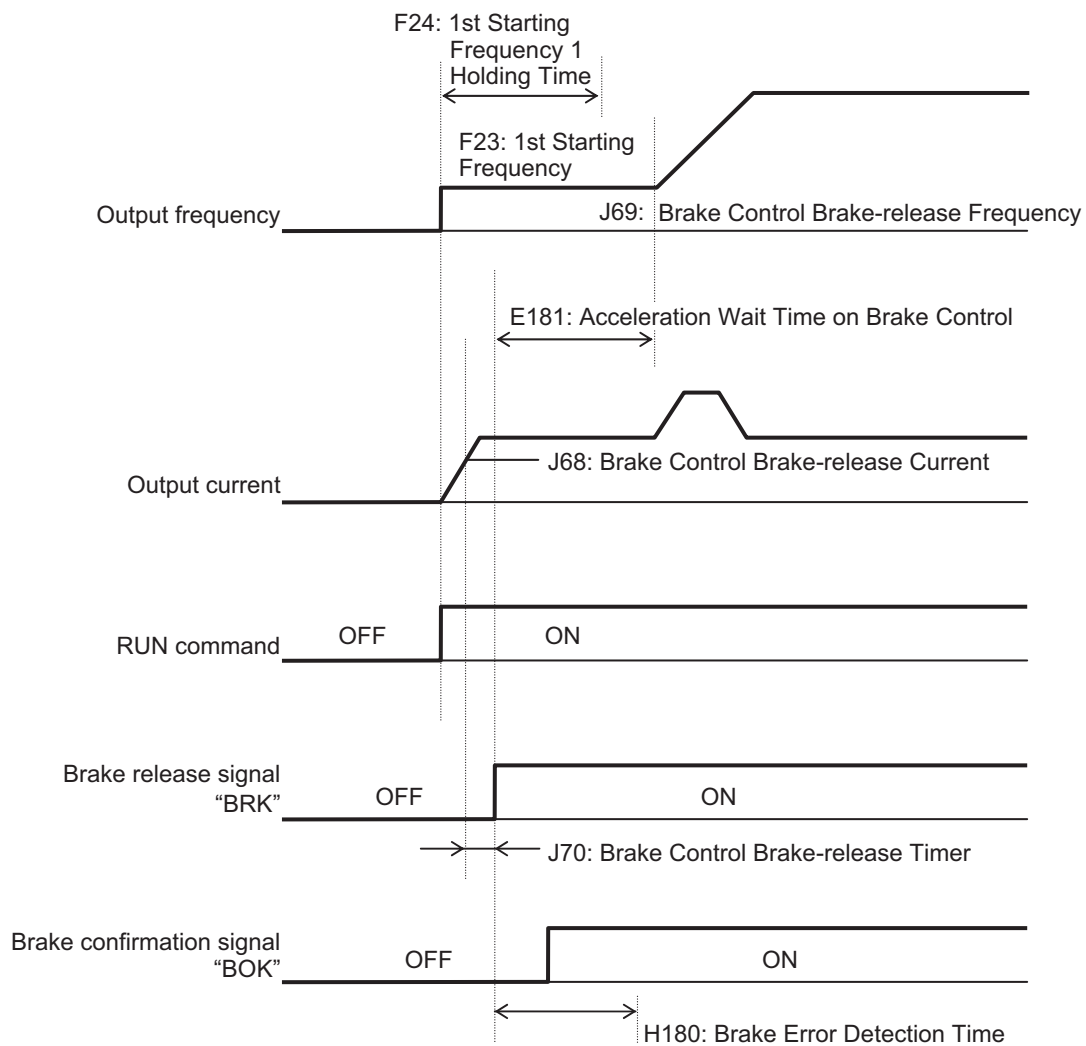 F24: 1st Starting
Frequency 1
Holding Time
F23: 1st Starting
Frequency
Output frequency
J69: Brake Control Brake-release Frequency
E181: Acceleration Wait Time on Brake Control
J68: Brake Control Brake-release Current
Output current
OFF
ON
RUN command
Brake release signal
“BRK”
OFF
ON
J70: Brake Control Brake-release Timer
Brake confirmation signal
“BOK”
OFF
ON
H180: Brake Error Detection Time